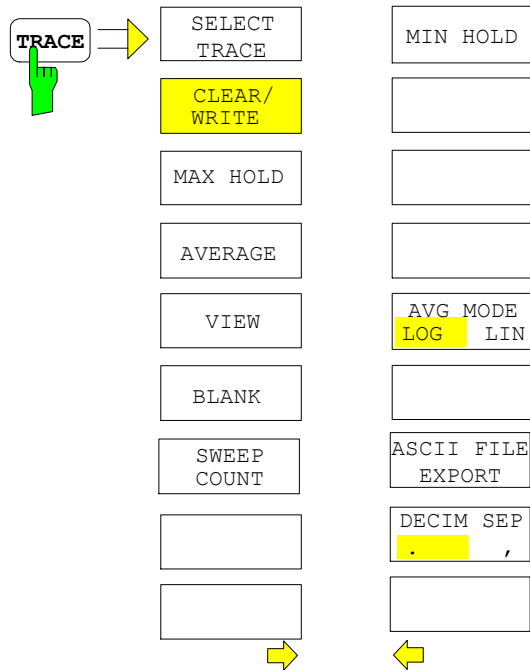 TRACE
SELECT
TRACE
CLEAR/
WRITE
MAX HOLD
AVERAGE
VIEW
BLANK
SWEEP
COUNT
MIN HOLD
AVG MODE
LOG LIN
ASCII FILE
EXPORT
DECIM SEP
. ,